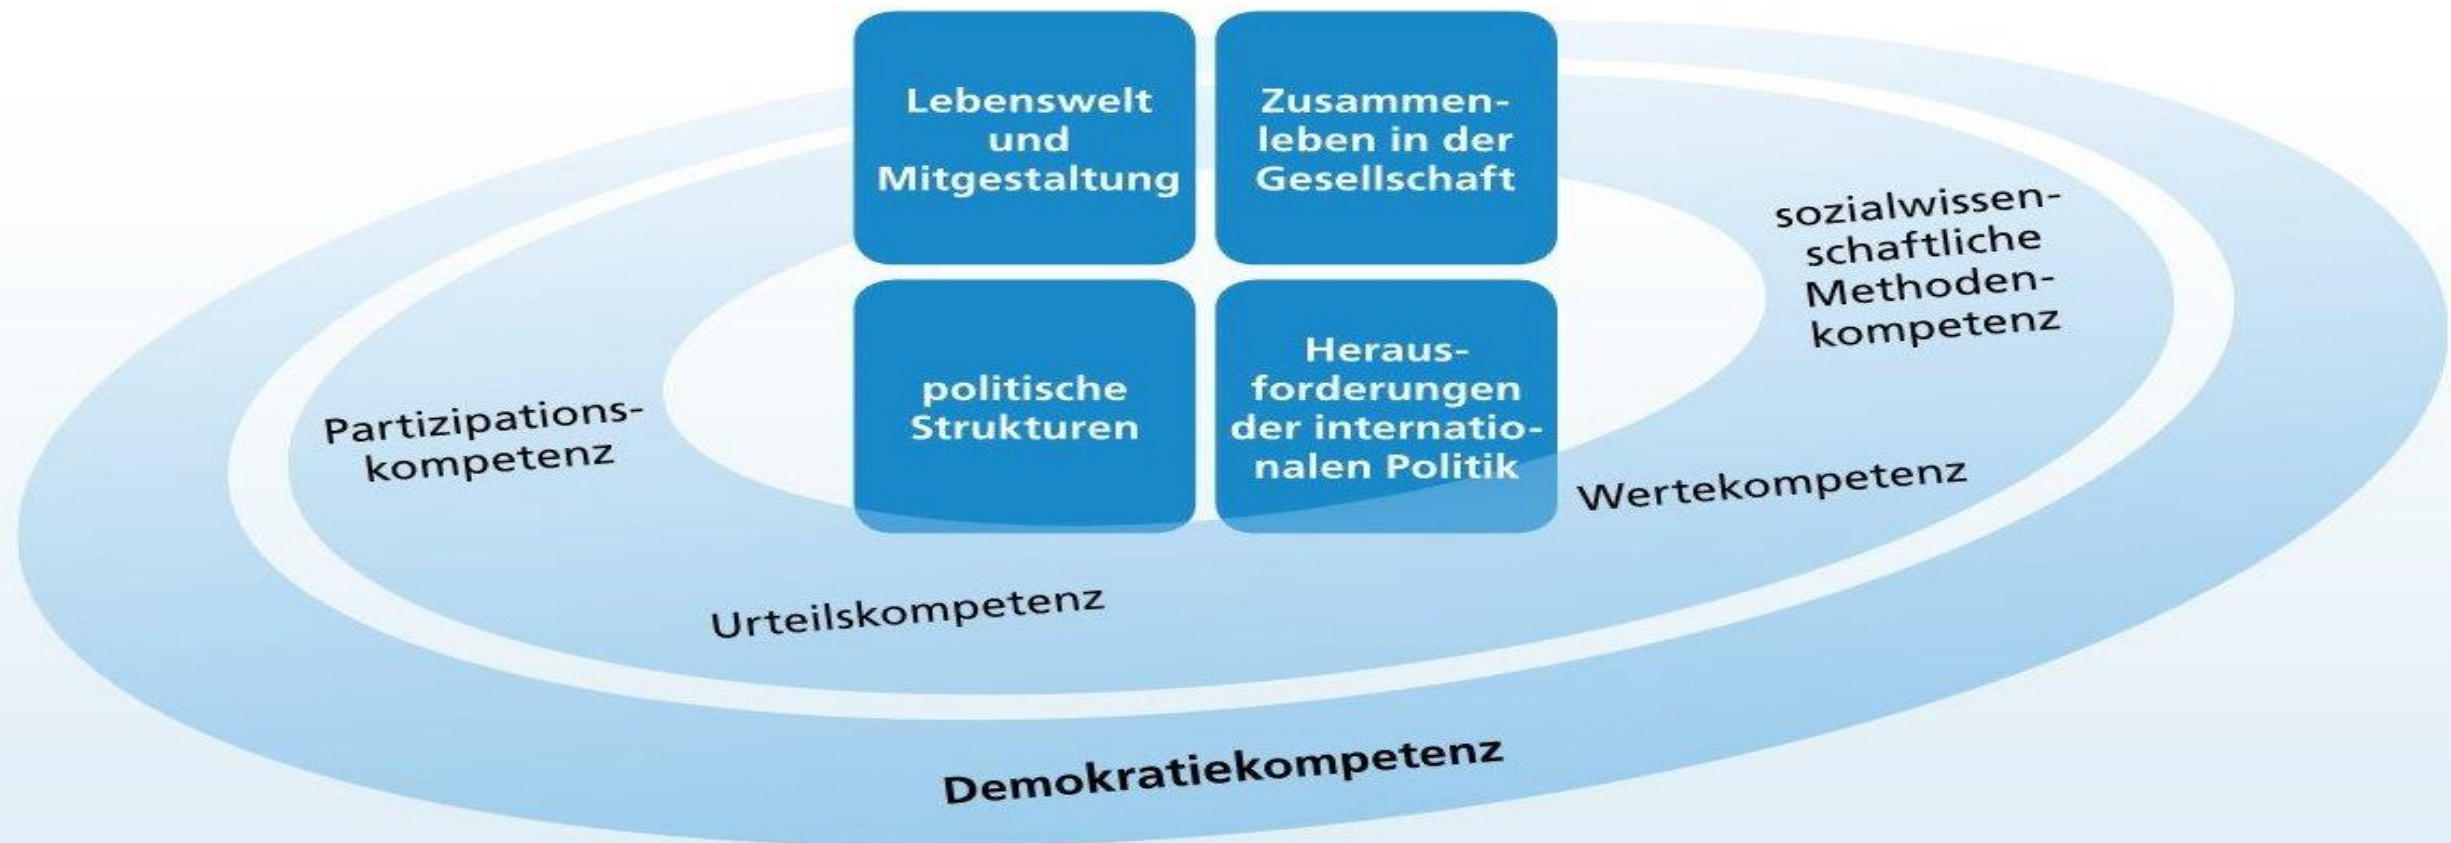 Lebenswelt
und
Mitgestaltung
Zusammen-
leben in der
Gesellschaft
politische
Strukturen
Heraus-
forderungen
der internatio-
nalen Politik
sozialwissen-
schaftliche
Methoden-
kompetenz
Partizipations-
kompetenz
Wertekompetenz
Urteilskompetenz
Demokratiekompetenz